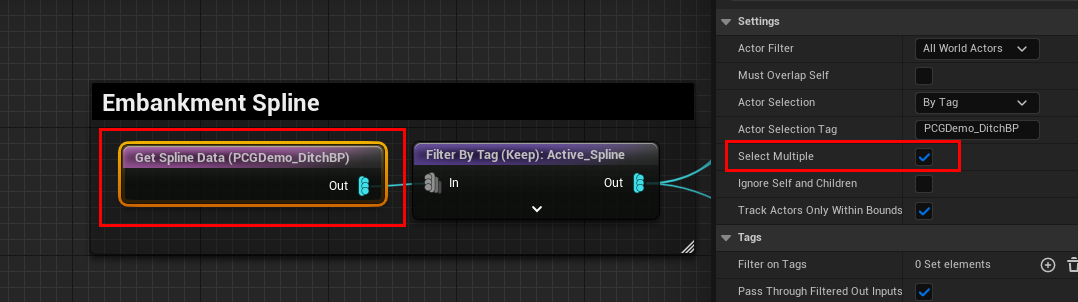 Embankment Spline
Get Spline Data (PCGDemo_DitchBP)
Out
Filter By Tag (Keep): Active_Spline
In
Out
Settings
Actor Filter
All World Actors
Must Overlap Self
Actor Selection
By Tag
Actor Selection Tag
PCGDemo_DitchBP
Select Multiple
Ignore Self and Children
Track Actors Only Within Bounds
Tags
Filter on Tags
0 Set elements
Pass Through Filtered Out Inputs